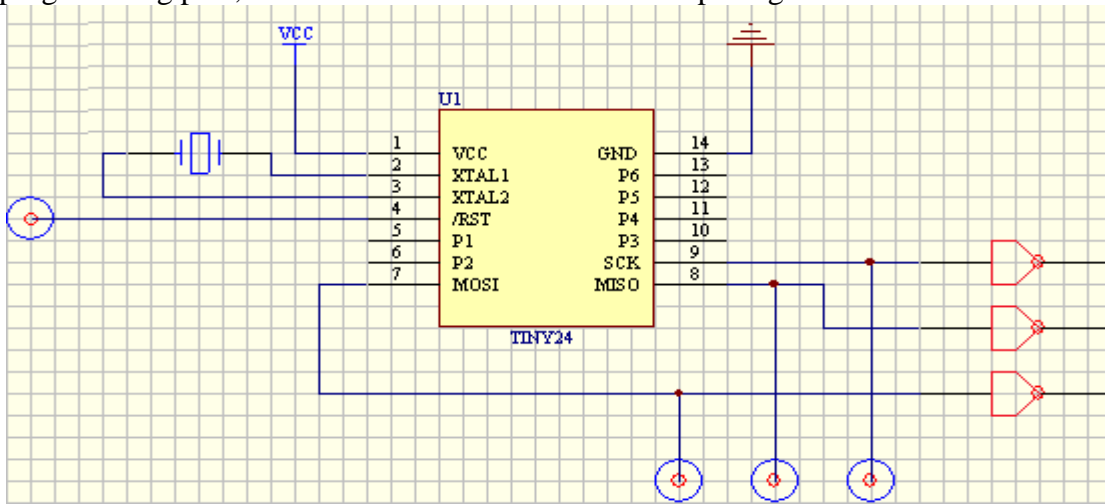 VCC
U1
1 VCC GND 14
2 XTAL1 P6 13
3 XTAL2 P5 12
4 /RST P4 11
5 P1 P3 10
6 P2 SCK 9
7 MOSI MISO 8
TINY24